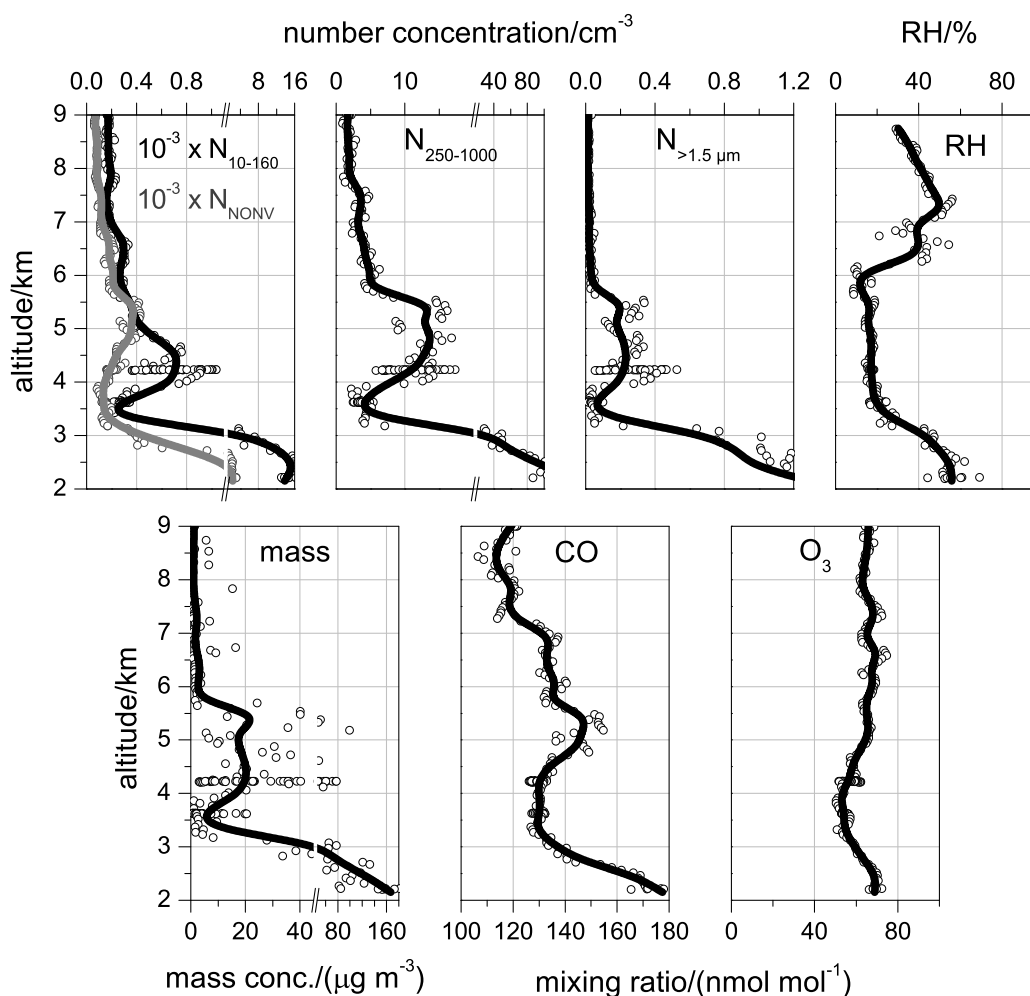 number concentration/cm-3 RH/%
0.0 0.4 0.8 8 16 0 10 40 80 0.0 0.4 0.8 1.2 0 40 80
9 8 7 6 5 4 3 2
altitude/km
10-3 x N10-160
10-3 x NNONV
N250-1000
N>1.5 µm
RH
9 8 7 6 5 4 3 2
altitude/km
mass
CO
O3
0 20 40 80 160 100 120 140 160 180 0 40 80
mass conc./(µg m-3) mixing ratio/(nmol mol-1)